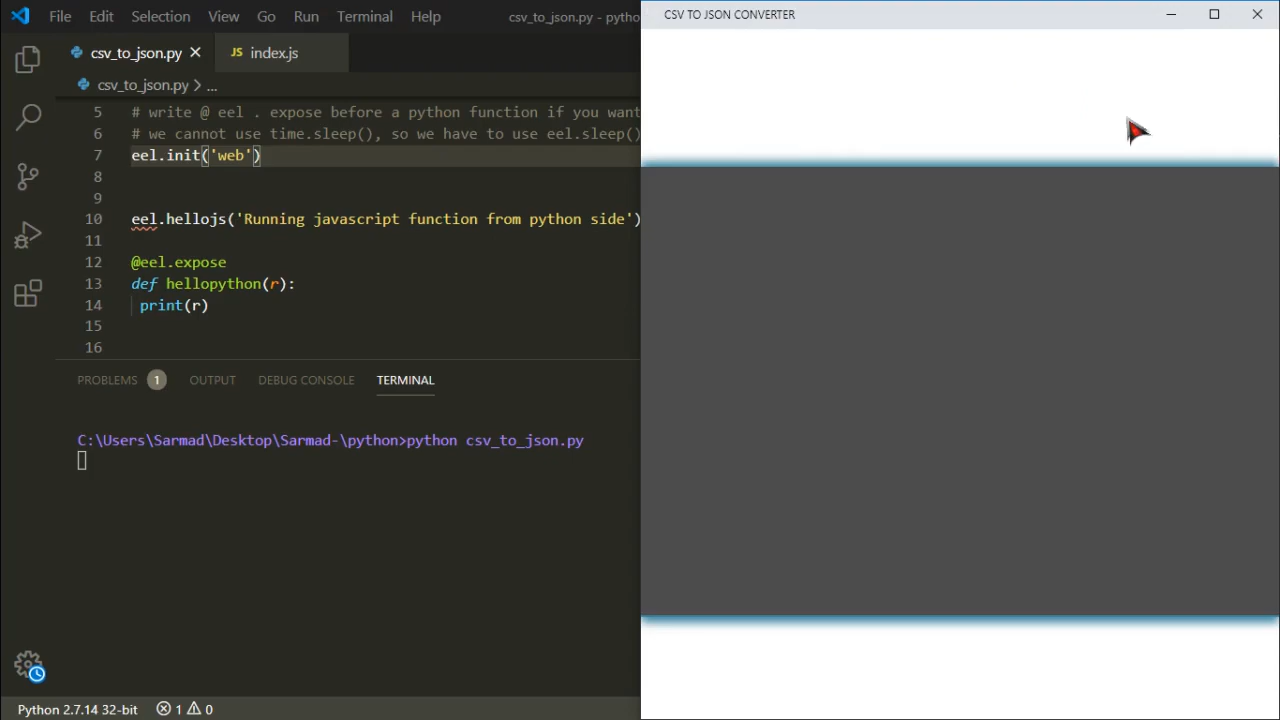 File Edit Selection View Go Run Terminal Help csv_to_json.py - pytho
CSV TO JSON CONVERTER
csv_to_json.py
JS index.js
csv_to_json.py > ...
5 # write @ eel . expose before a python function if you want
6 # we cannot use time.sleep(), so we have to use eel.sleep()
7 eel.init('web')
8
9
10 eel.hellojs('Running javascript function from python side')
11
12 @eel.expose
13 def hellopython(r):
14 print(r)
15
16
PROBLEMS 1 OUTPUT DEBUG CONSOLE TERMINAL
C:\Users\Sarmad\Desktop\Sarmad-\python>python csv_to_json.py
Python 2.7.14 32-bit 1 0